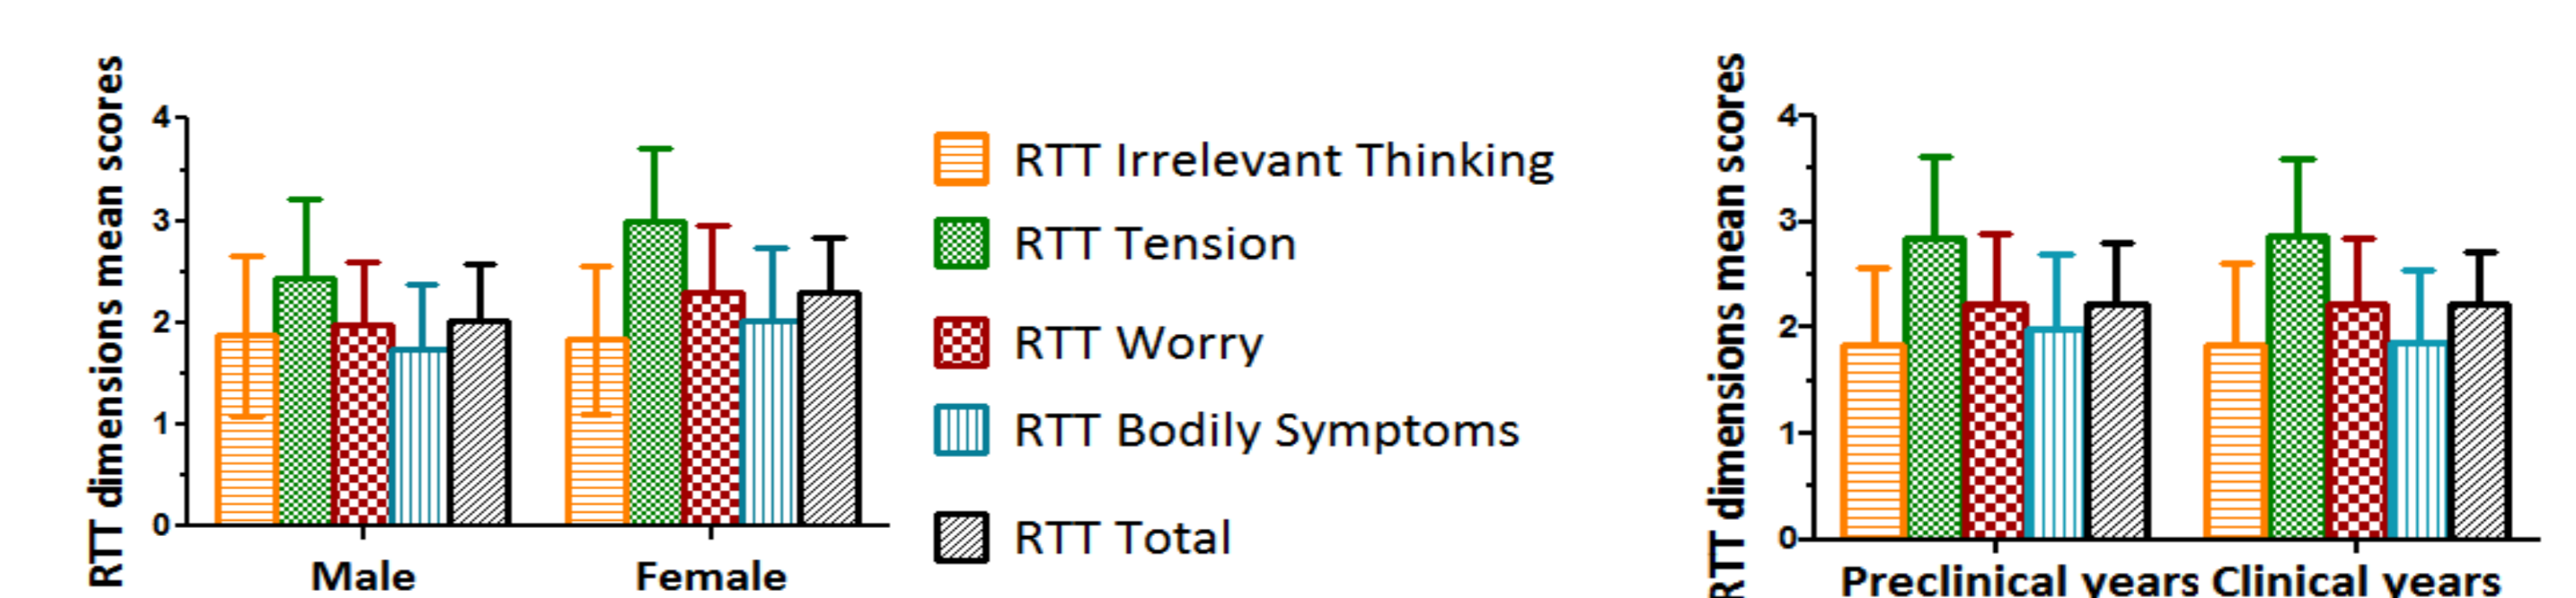 RTT dimensions mean scores
4
3
2
1
0
Male Female
RTT Irrelevant Thinking
RTT Tension
RTT Worry
RTT Bodily Symptoms
RTT Total
RTT dimensions mean scores
4
3
2
1
0
Preclinical years Clinical years